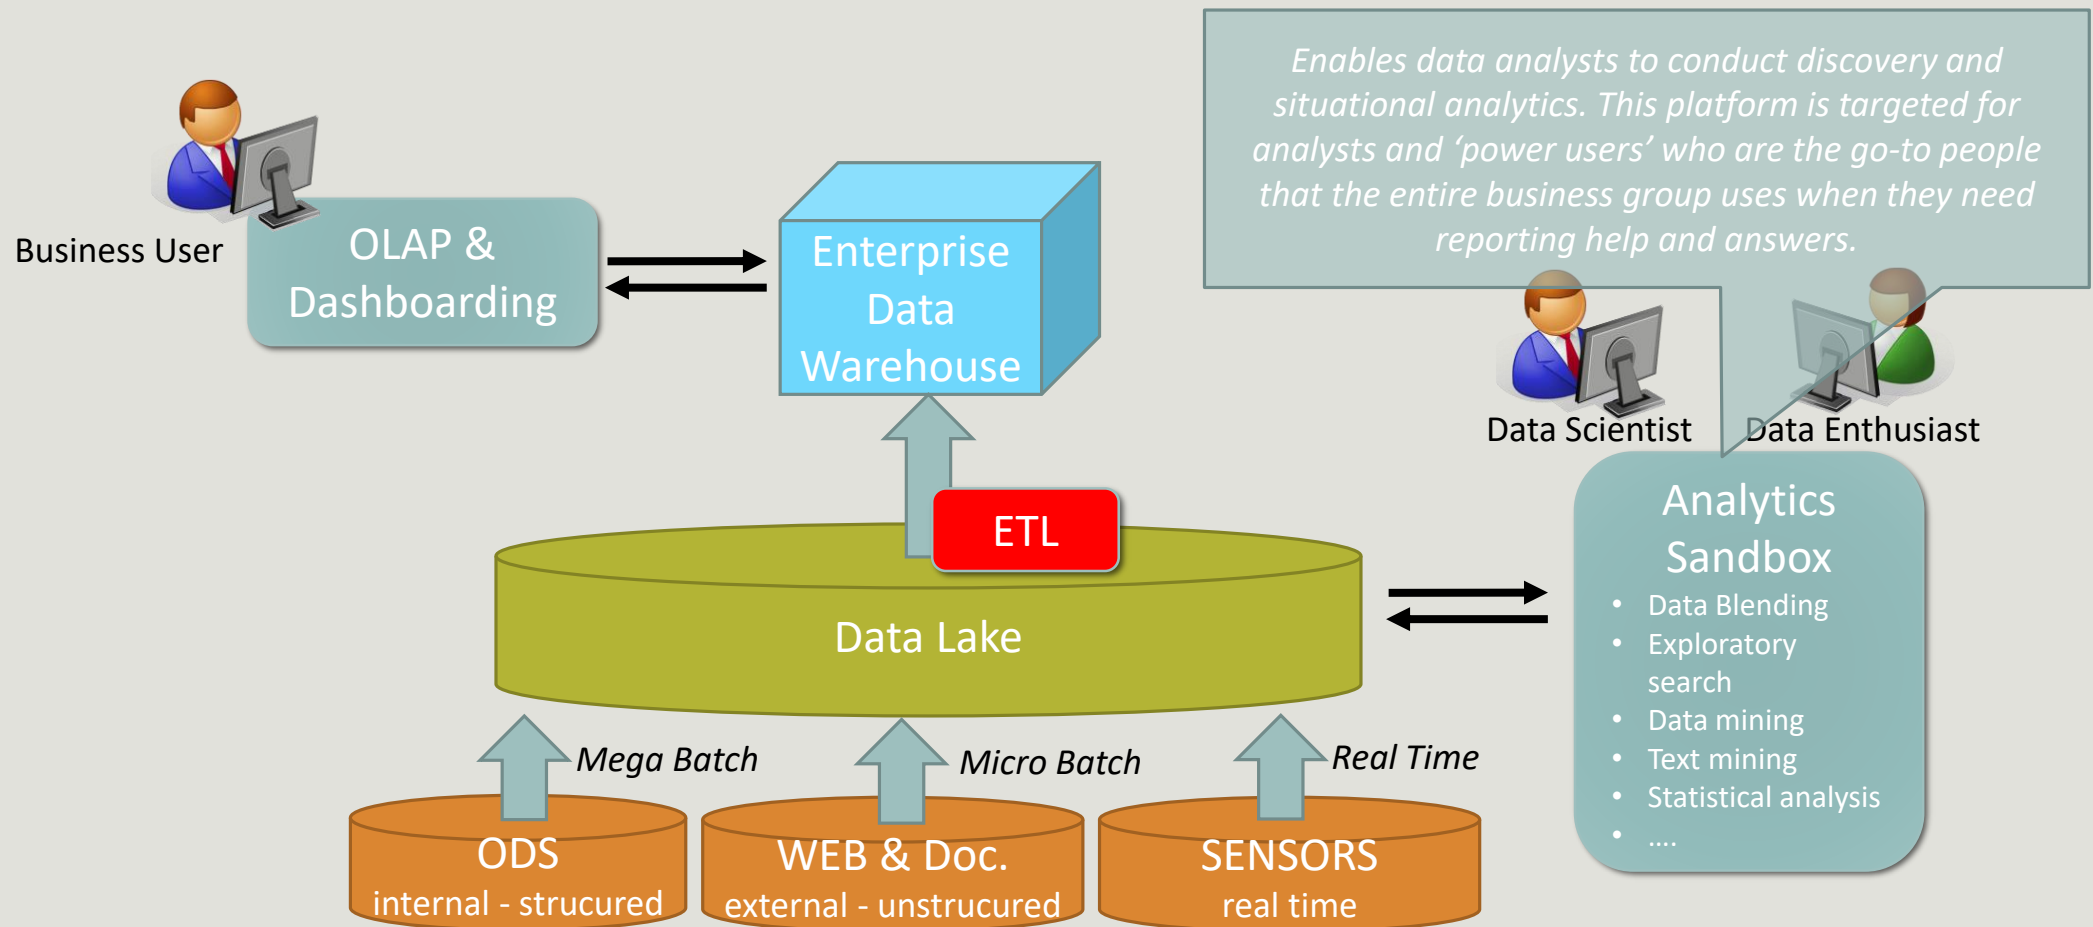 Enables data analysts to conduct discovery and
situational analytics. This platform is targeted for
analysts and ‘power users’ who are the go-to people
that the entire business group uses when they need
reporting help and answers.
Business User
OLAP &
Dashboarding
Enterprise
Data
Warehouse
Data Scientist
Data Enthusiast
ETL
Data Lake
Analytics
Sandbox
• Data Blending
• Exploratory
search
• Data mining
• Text mining
• Statistical analysis
• ....
Mega Batch
Micro Batch
Real Time
ODS
internal - strucured
WEB & Doc.
external - unstrucured
SENSORS
real time